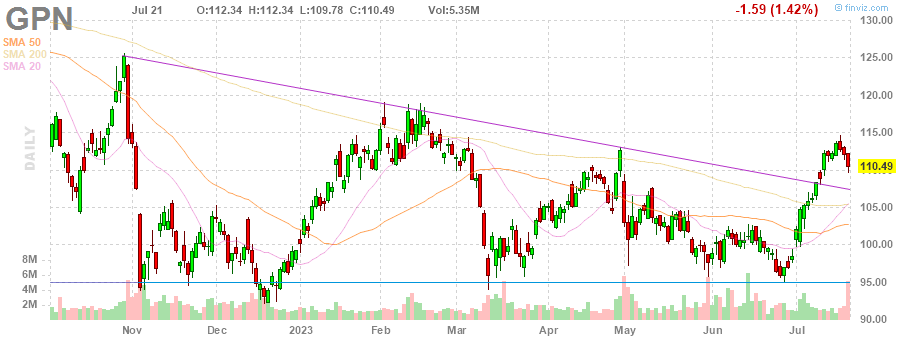 GPN Jul 21 O:112.34 H:112.34 L:109.78 C:110.49 Vol:5.35M -1.59 (1.42%) © finviz.com
SMA 50
SMA 200
SMA 20
DAILY
130.00
125.00
120.00
115.00
110.49
105.00
100.00
95.00
90.00
8M
6M
4M
2M
Nov Dec 2023 Feb Mar Apr May Jun Jul